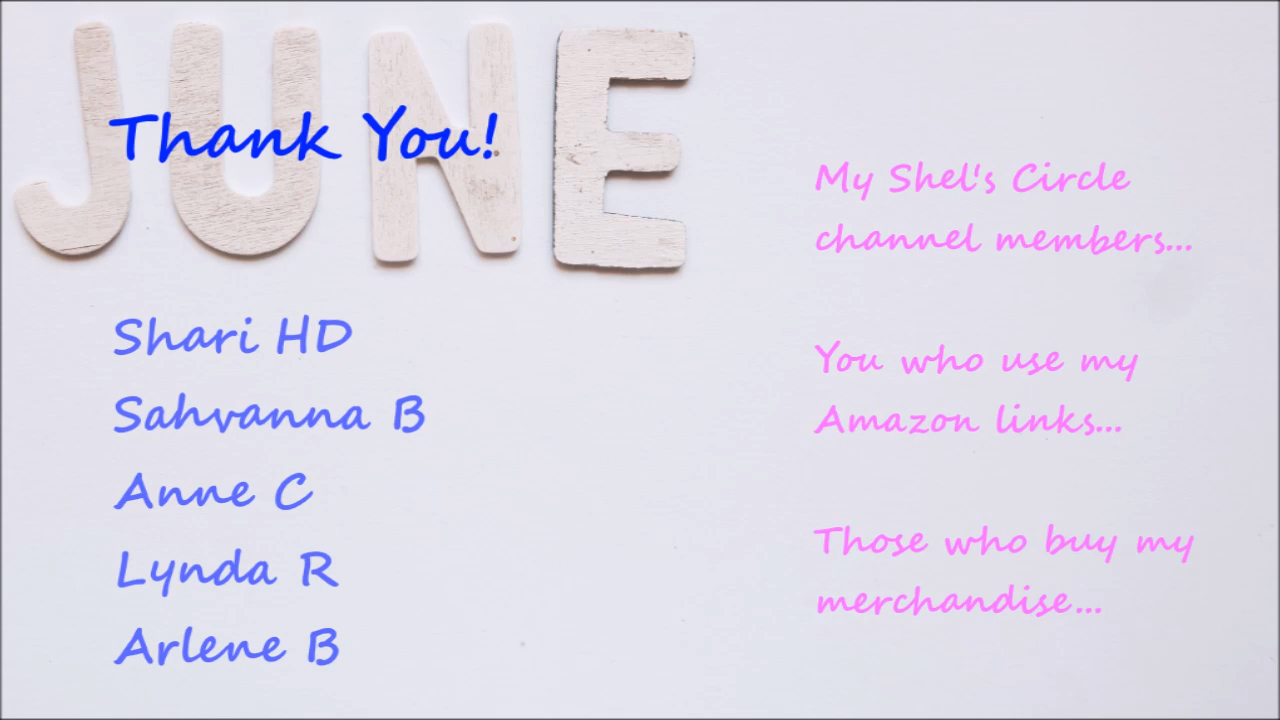 JUNE
Thank You!
Shari HD
Sahvanna B
Anne C
Lynda R
Arlene B
My Shel's Circle
channel members...
You who use my
Amazon links...
Those who buy my
merchandise...